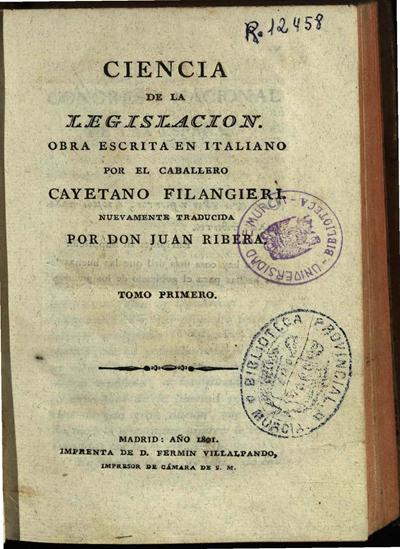 R. 12458
CIENCIA
DE LA
LEGISLACION.
OBRA ESCRITA EN ITALIANO
POR EL CABALLERO
CAYETANO FILANGIERI.
NUEVAMENTE TRADUCIDA
POR DON JUAN RIBERA.
UNIVERSIDAD DE MURCIA - BIBLIOTECA -
TOMO PRIMERO.
BIBLIOTECA PROVINCIAL
MURCIA
MADRID: AÑO 1821.
IMPRENTA DE D. FERMIN VILLALPANDO,
IMPRESOR DE CÁMARA DE S. M.